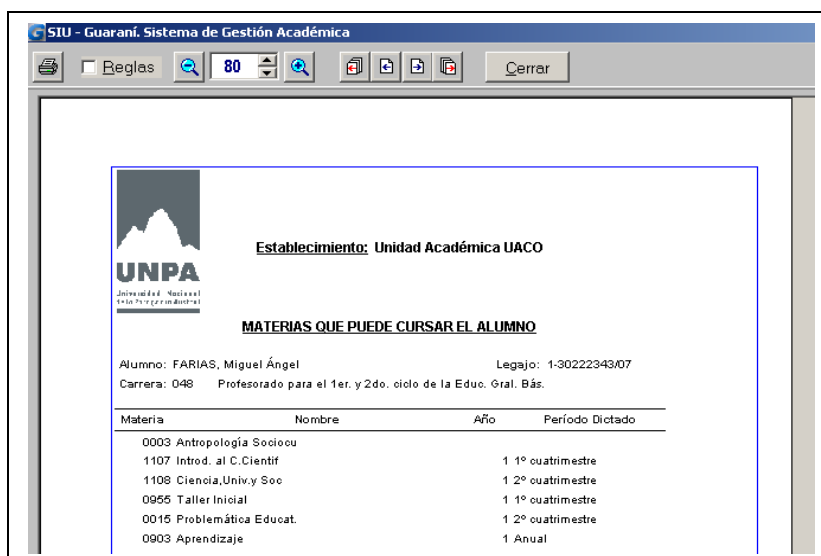 SIU - Guaraní. Sistema de Gestión Académica
Reglas 80 Cerrar
UNPA
Establecimiento: Unidad Académica UACO
MATERIAS QUE PUEDE CURSAR EL ALUMNO
Alumno: FARIAS, Miguel Ángel Legajo: 1-30222343/07
Carrera: 048 Profesorado para el 1er. y 2do. ciclo de la Educ. Gral. Bás.
Materia Nombre Año Período Dictado
0003 Antropología Sociocu
1107 Introd. al C.Cientif 1 1º cuatrimestre
1108 Ciencia,Univ.y Soc 1 2º cuatrimestre
0955 Taller Inicial 1 1º cuatrimestre
0015 Problemática Educat. 1 2º cuatrimestre
0903 Aprendizaje 1 Anual